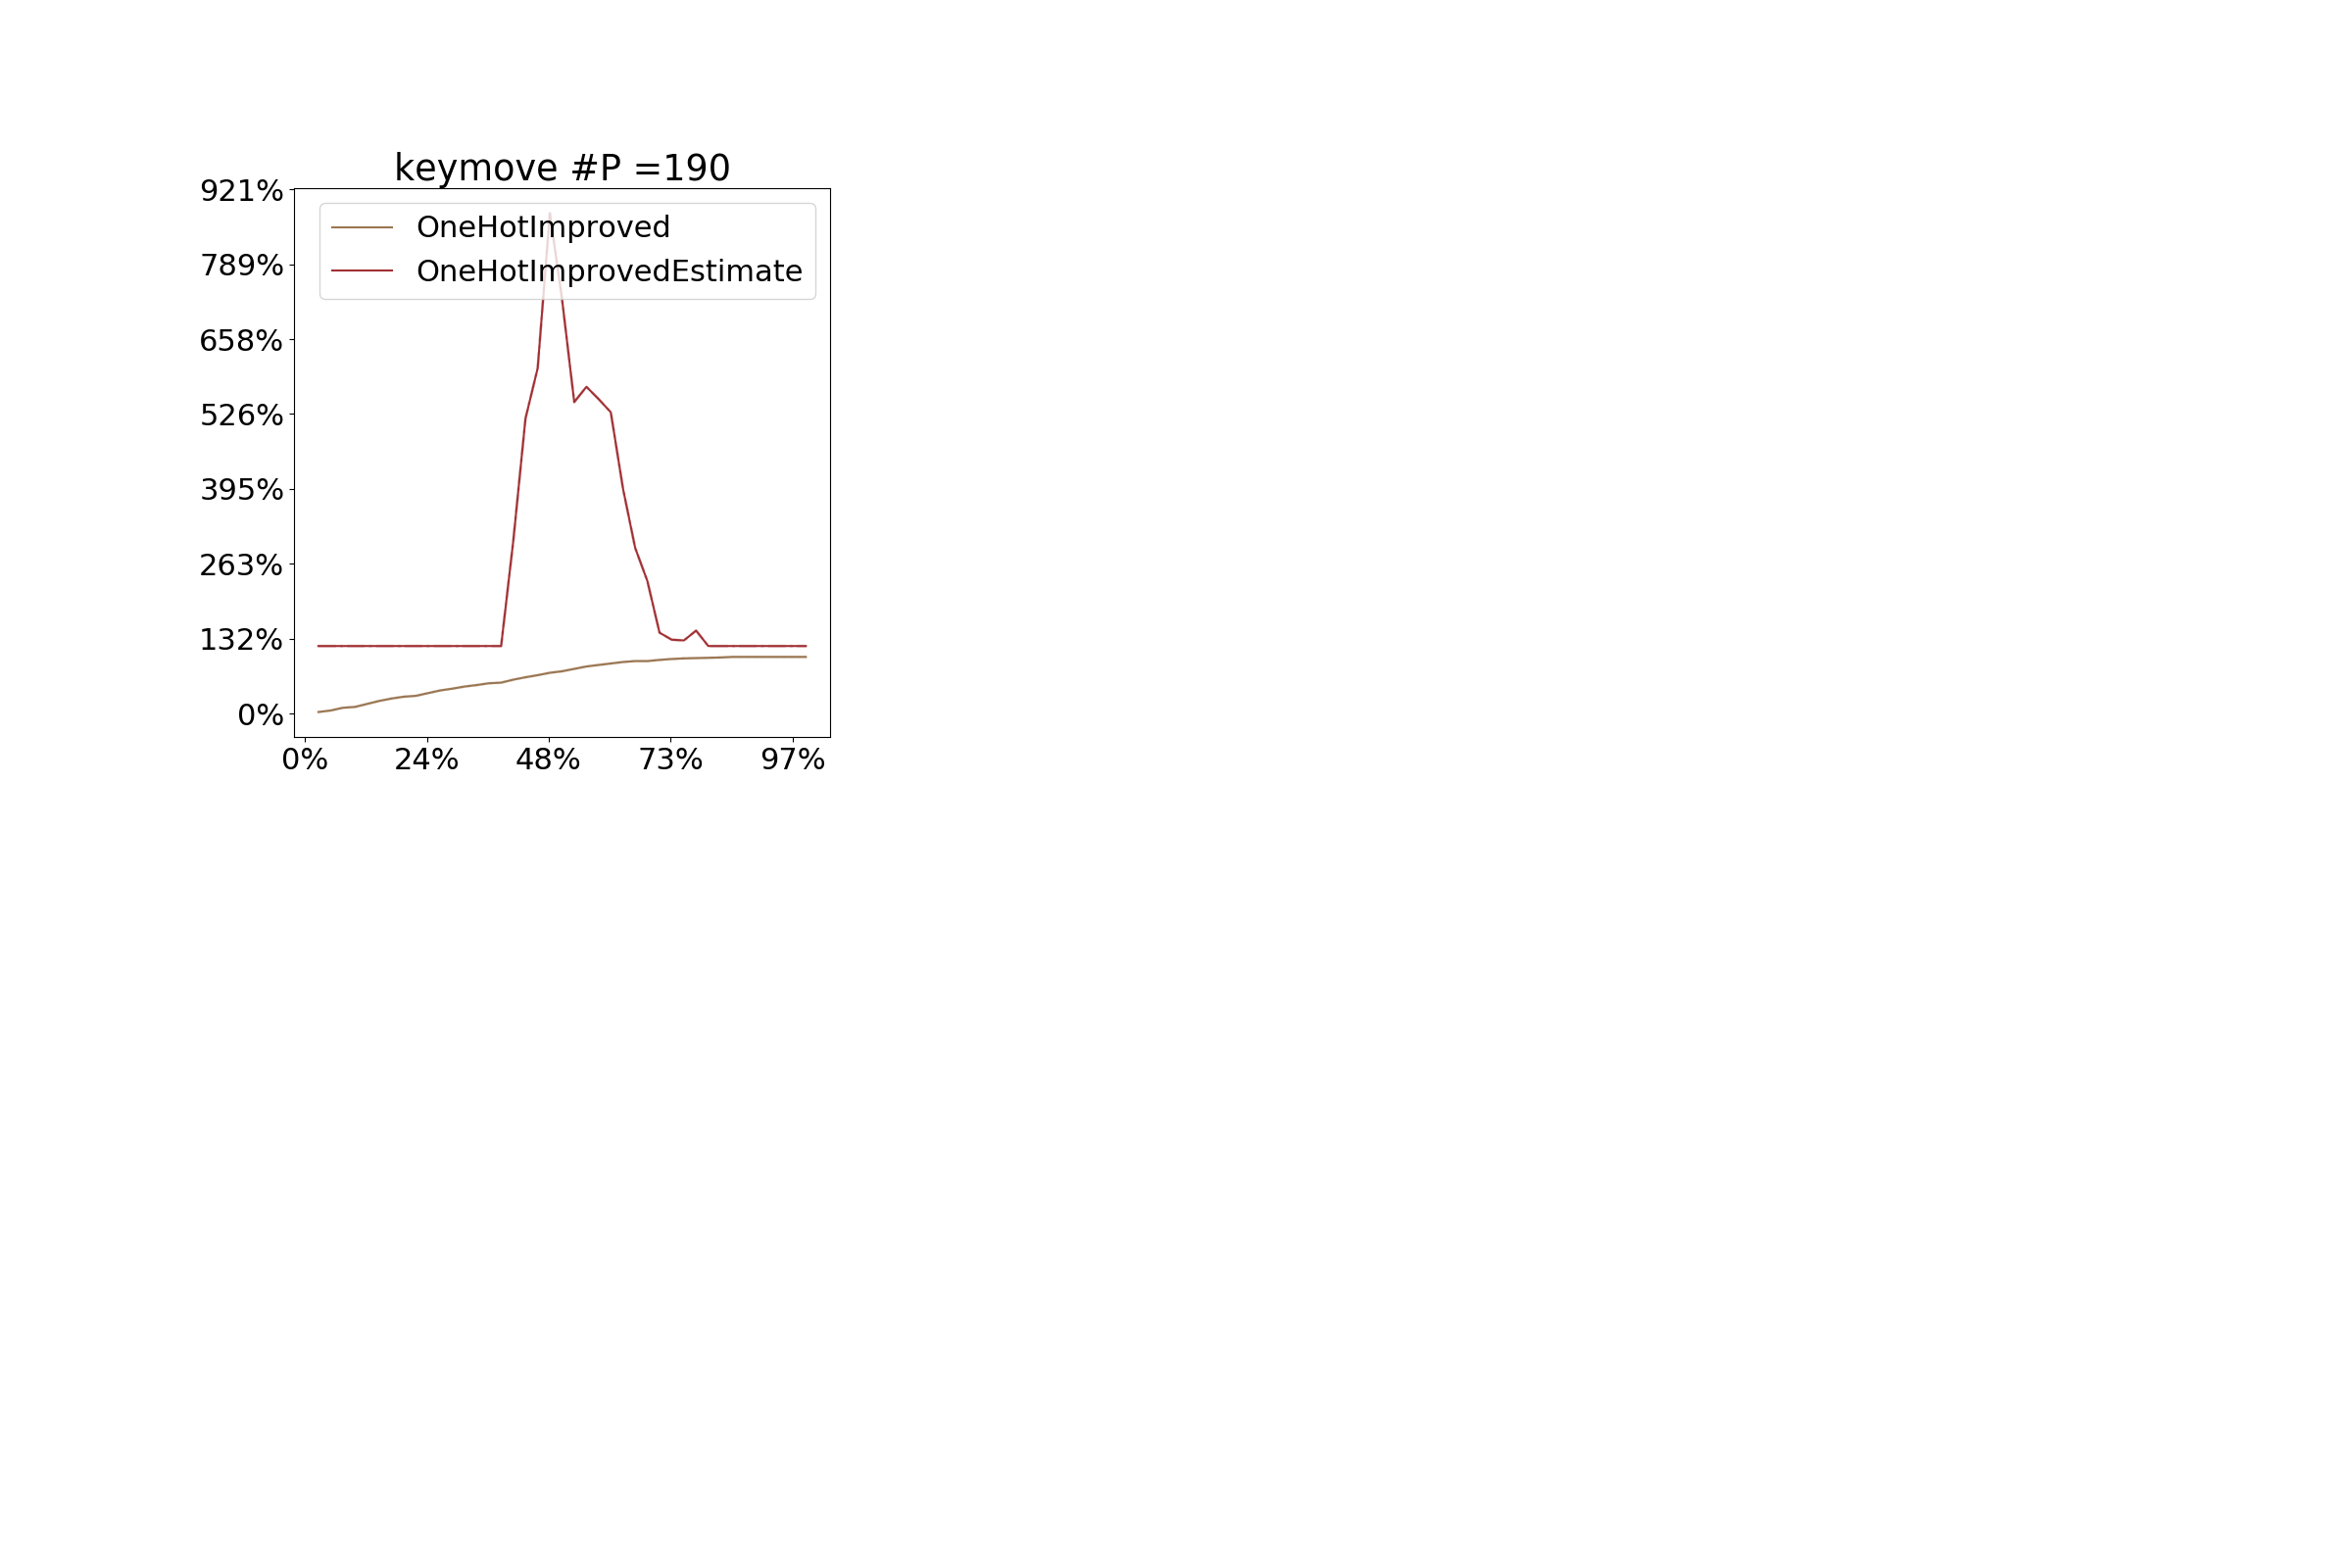 keymove #P =190
921%
789%
658%
526%
395%
263%
132%
0%
OneHotImproved
OneHotImprovedEstimate
0% 24% 48% 73% 97%